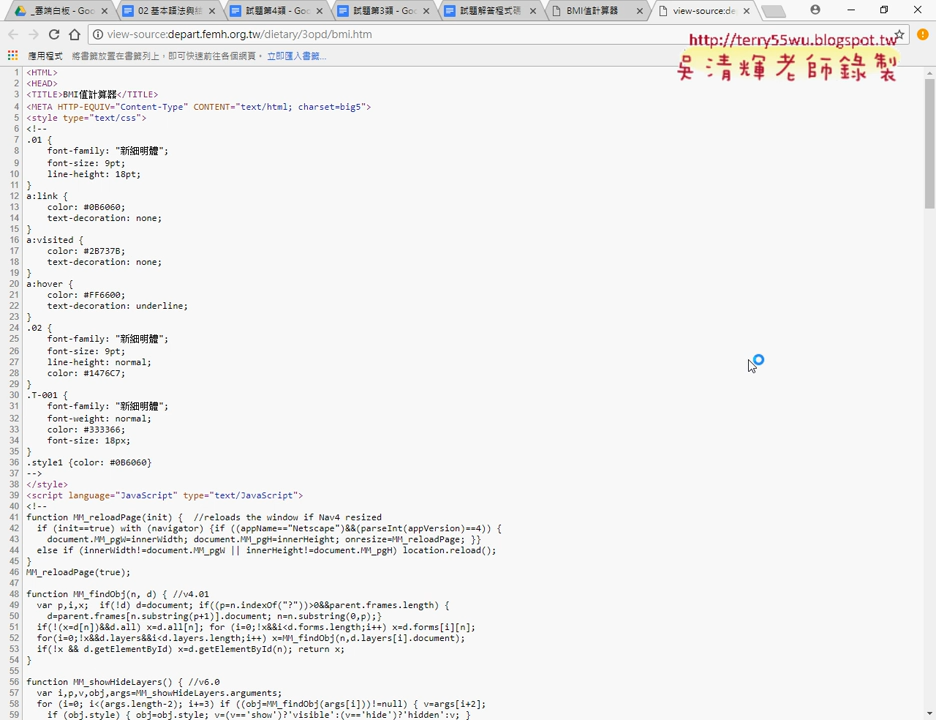 _雲端白板 - Goo
02 基本語法與結
試題第4類 - Goo
試題第3類 - Goo
試題解答程式碼
BMI值計算器
view-source:de
view-source:depart.femh.org.tw/dietary/3opd/bmi.htm
http://terry55wu.blogspot.tw
吳清輝老師錄製
應用程式 將書籤放置在書籤列上，即可快速前往各個網頁。 立即匯入書籤...
1 <HTML>
2 <HEAD>
3 <TITLE>BMI值計算器</TITLE>
4 <META HTTP-EQUIV="Content-Type" CONTENT="text/html; charset=big5">
5 <style type="text/css">
6 <!--
7 .01 {
8 font-family: "新細明體";
9 font-size: 9pt;
10 line-height: 18pt;
11 }
12 a:link {
13 color: #0B6060;
14 text-decoration: none;
15 }
16 a:visited {
17 color: #2B737B;
18 text-decoration: none;
19 }
20 a:hover {
21 color: #FF6600;
22 text-decoration: underline;
23 }
24 .02 {
25 font-family: "新細明體";
26 font-size: 9pt;
27 line-height: normal;
28 color: #1476C7;
29 }
30 .T-001 {
31 font-family: "新細明體";
32 font-weight: normal;
33 color: #333366;
34 font-size: 18px;
35 }
36 .style1 {color: #0B6060}
37 -->
38 </style>
39 <script language="JavaScript" type="text/JavaScript">
40 <!--
41 function MM_reloadPage(init) { //reloads the window if Nav4 resized
42 if (init==true) with (navigator) {if ((appName=="Netscape")&&(parseInt(appVersion)==4)) {
43 document.MM_pgW=innerWidth; document.MM_pgH=innerHeight; onresize=MM_reloadPage; }}
44 else if (innerWidth!=document.MM_pgW || innerHeight!=document.MM_pgH) location.reload();
45 }
46 MM_reloadPage(true);
47
48 function MM_findObj(n, d) { //v4.01
49 var p,i,x; if(!d) d=document; if((p=n.indexOf("?"))>0&&parent.frames.length) {
50 d=parent.frames[n.substring(p+1)].document; n=n.substring(0,p);}
51 if(!(x=d[n])&&d.all) x=d.all[n]; for (i=0;!x&&i<d.forms.length;i++) x=d.forms[i][n];
52 for(i=0;!x&&d.layers&&i<d.layers.length;i++) x=MM_findObj(n,d.layers[i].document);
53 if(!x && d.getElementById) x=d.getElementById(n); return x;
54 }
55
56 function MM_showHideLayers() { //v6.0
57 var i,p,v,obj,args=MM_showHideLayers.arguments;
58 for (i=0; i<(args.length-2); i+=3) if ((obj=MM_findObj(args[i]))!=null) { v=args[i+2];
59 if (obj.style) { obj=obj.style; v=(v=='show')?'visible':(v=='hide')?'hidden':v; }